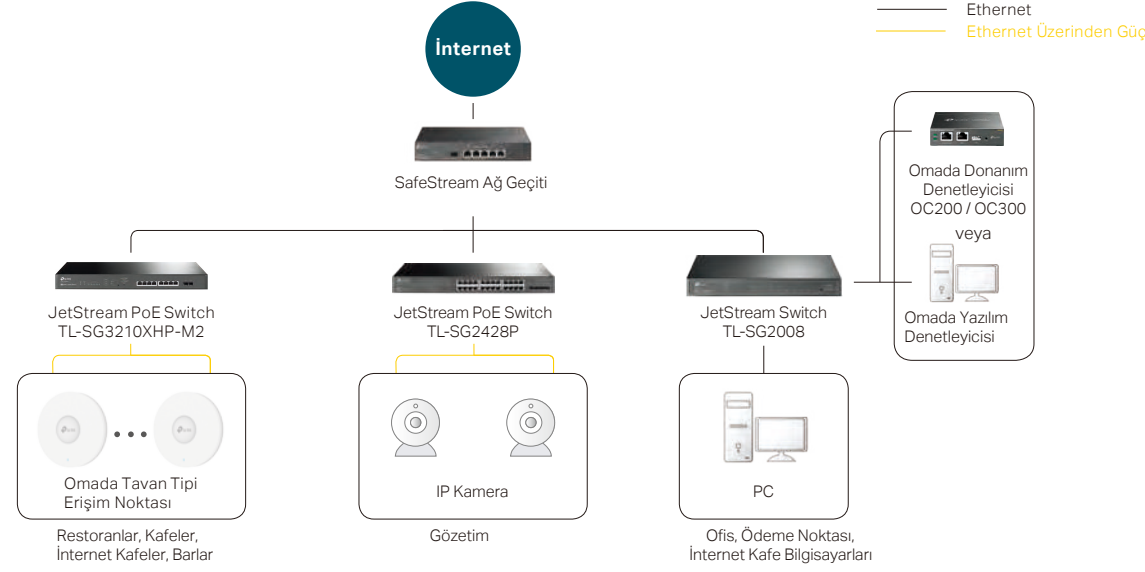 Ethernet
Ethernet Üzerinden Güç
İnternet
SafeStream Ağ Geçiti
Omada Donanım
Denetleyicisi
OC200 / OC300
veya
Omada Yazılım
Denetleyicisi
JetStream PoE Switch
TL-SG3210XHP-M2
JetStream PoE Switch
TL-SG2428P
JetStream Switch
TL-SG2008
Omada Tavan Tipi
Erişim Noktası
IP Kamera
PC
Restoranlar, Kafeler,
İnternet Kafeler, Barlar
Gözetim
Ofis, Ödeme Noktası,
İnternet Kafe Bilgisayarları